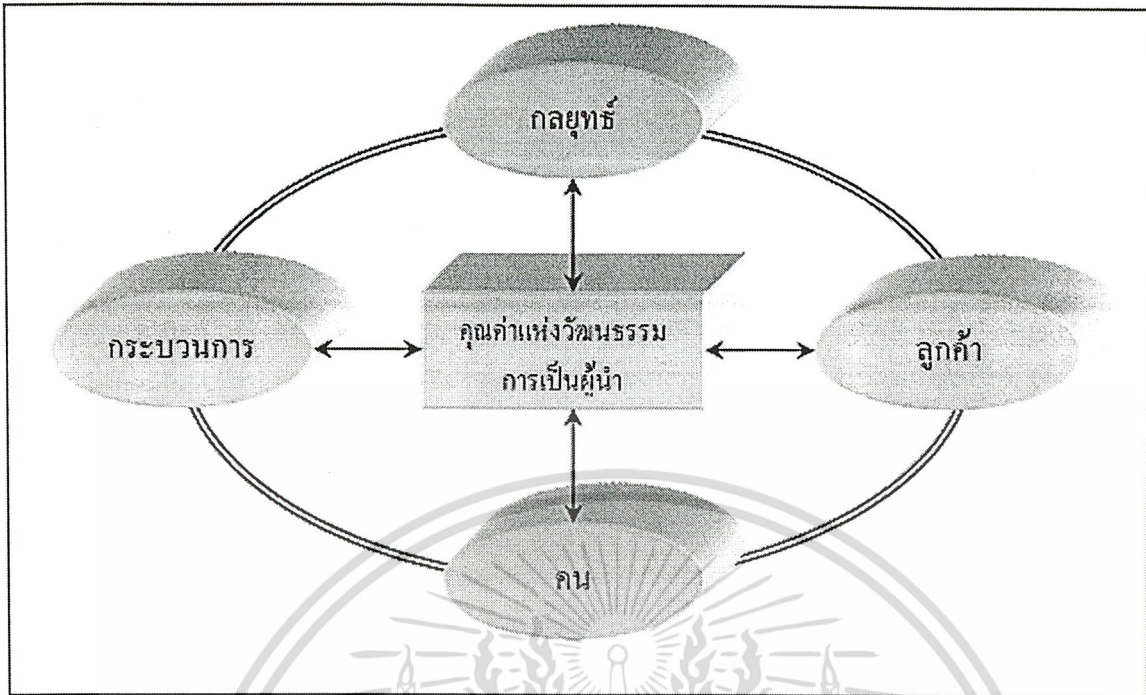 กลยุทธ์
กระบวนการ
คุณค่าแห่งวัฒนธรรม
การเป็นผู้นำ
ลูกค้า
คน